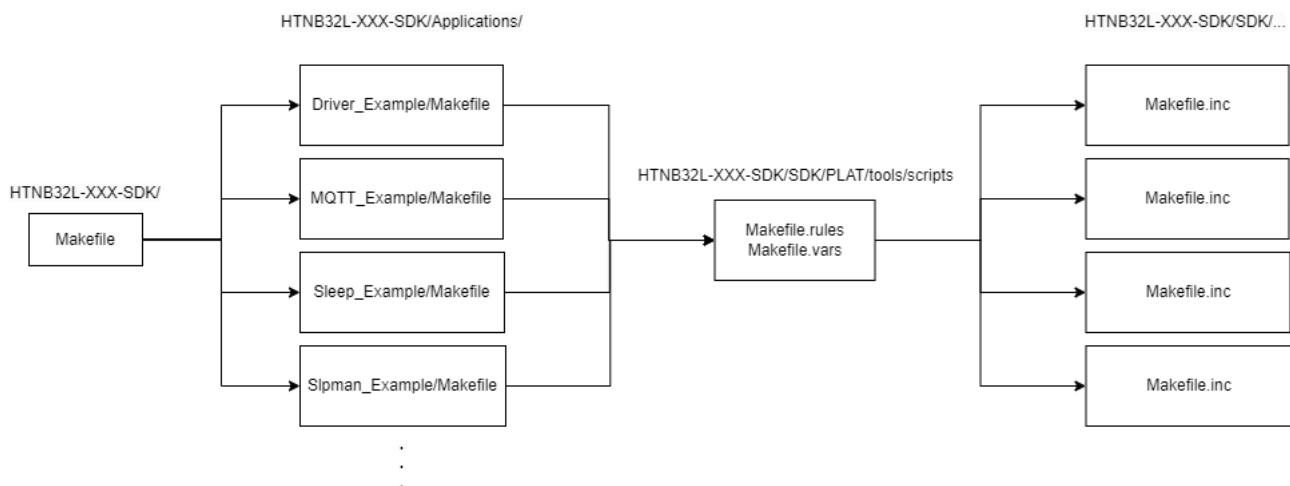 HTNB32L-XXX-SDK/Applications/
HTNB32L-XXX-SDK/SDK/...
Driver_Example/Makefile
Makefile.inc
HTNB32L-XXX-SDK/SDK/PLAT/tools/scripts
HTNB32L-XXX-SDK/
MQTT_Example/Makefile
Makefile.inc
Makefile
Makefile.rules
Makefile.vars
Sleep_Example/Makefile
Makefile.inc
Slpman_Example/Makefile
Makefile.inc
.
.
.